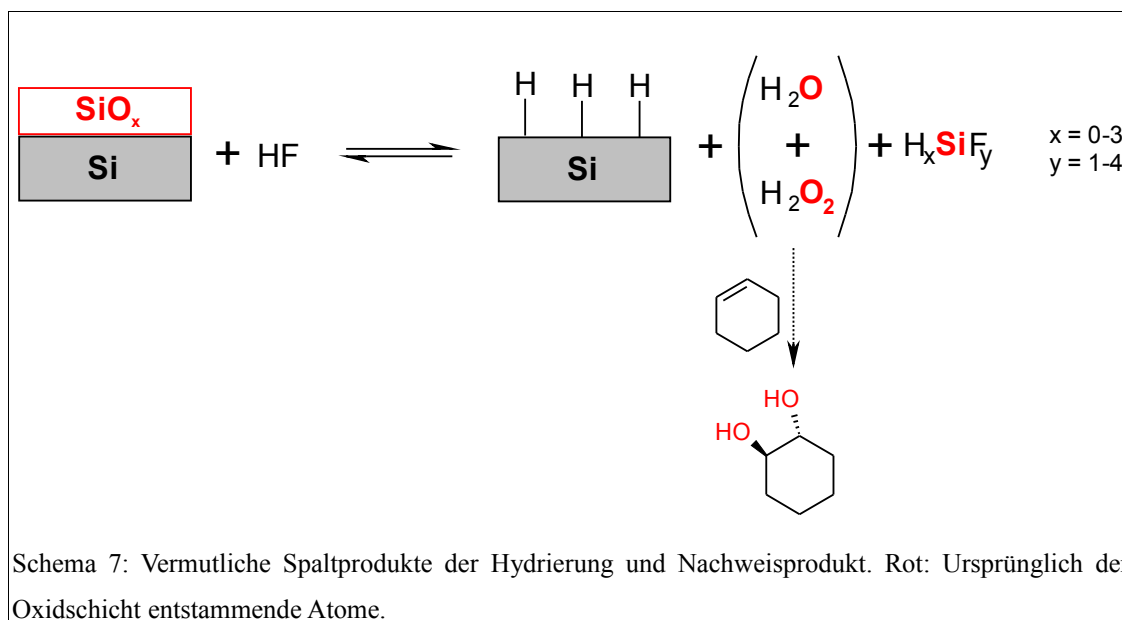 H H H
H₂O
SiOₓ
+ HF
+
+
+ HₓSiFᵧ
x = 0-3
y = 1-4
Si
Si
H₂O₂
HO
HO
Schema 7: Vermutliche Spaltprodukte der Hydrierung und Nachweisprodukt. Rot: Ursprünglich der
Oxidschicht entstammende Atome.